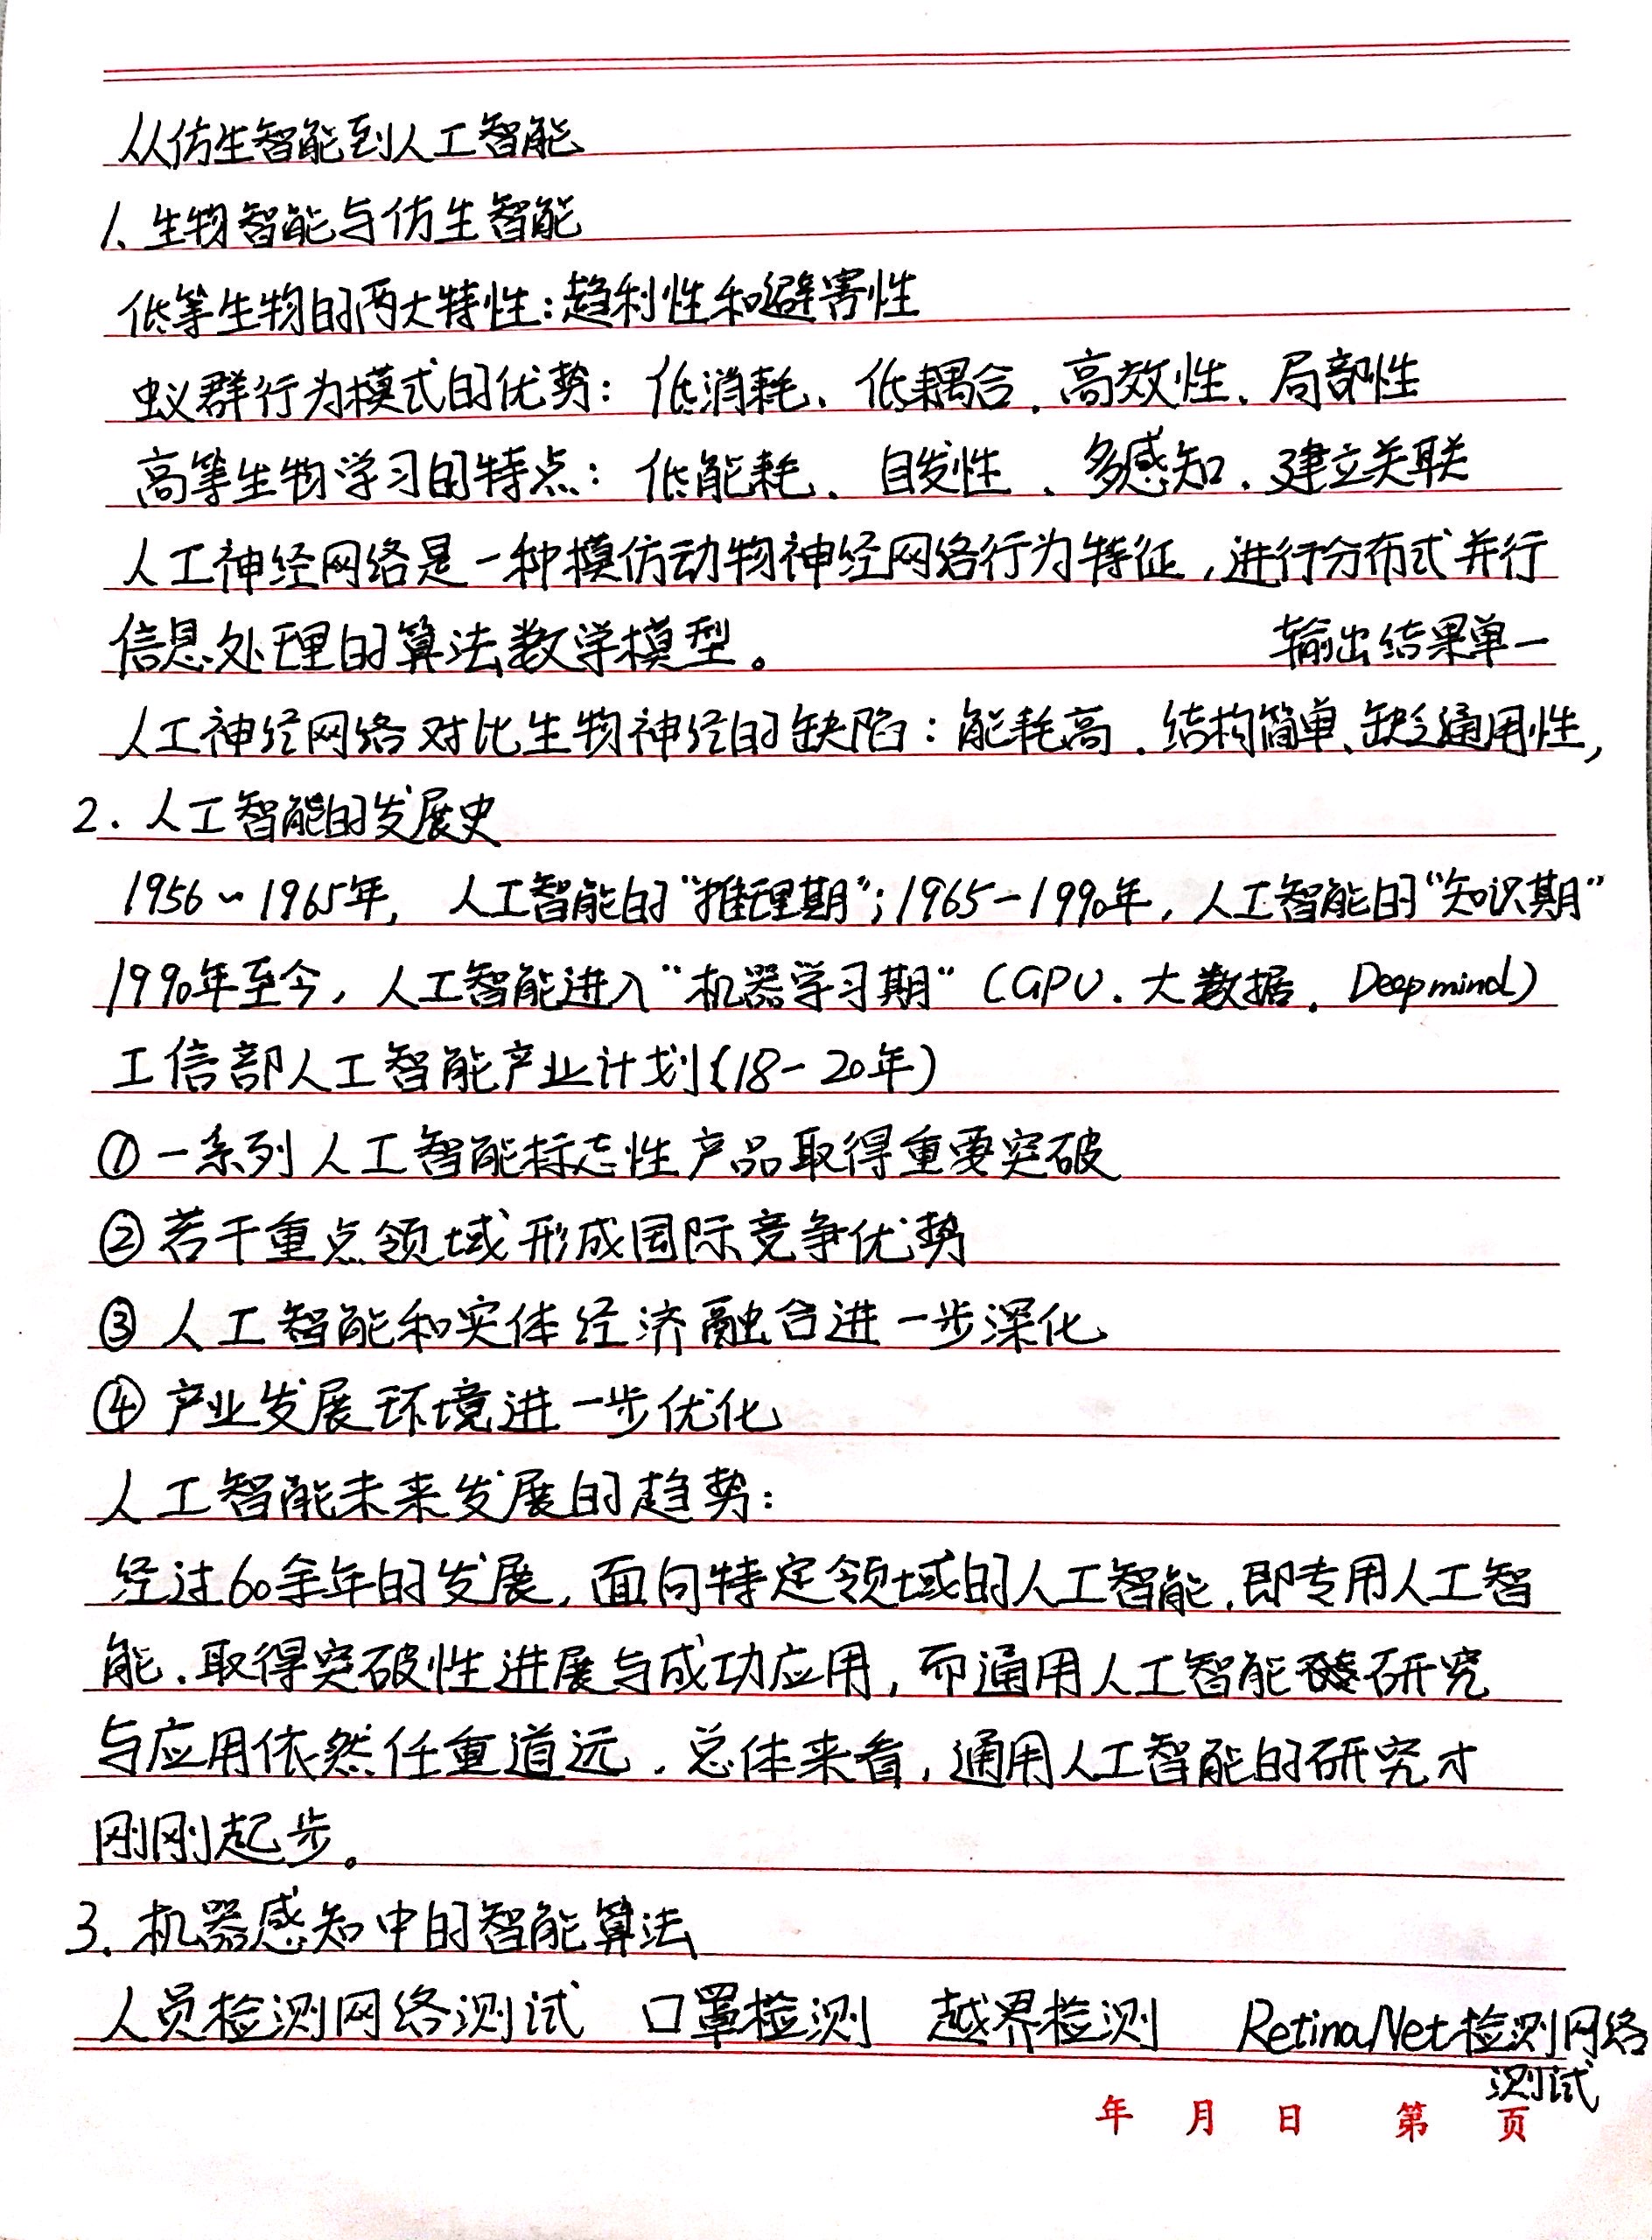 从仿生智能到人工智能
1、生物智能与仿生智能
低等生物的两大特性：趋利性和避害性
蚁群行为模式的优势：低消耗、低耦合、高效性、局部性
高等生物学习的特点：低能耗、自发性、多感知、建立关联
人工神经网络是一种模仿动物神经网络行为特征，进行分布式并行
信息处理的算法数学模型。
人工神经网络对比生物神经的缺陷：能耗高、结构简单、缺乏通用性，
输出结果单一
2. 人工智能的发展史
1956~1965年，人工智能的"推理期"；1965-1990年，人工智能的"知识期"
1990年至今，人工智能进入"机器学习期"（GPU、大数据、Deepmind）
工信部人工智能产业计划（18-20年）
①一系列人工智能标志性产品取得重要突破
②若干重点领域形成国际竞争优势
③人工智能和实体经济融合进一步深化
④产业发展环境进一步优化
人工智能未来发展的趋势：
经过60余年的发展，面向特定领域的人工智能，即专用人工智
能，取得突破性进展与成功应用，而通用人工智能研究
与应用依然任重道远，总体来看，通用人工智能的研究才
刚刚起步。
3. 机器感知中的智能算法
人员检测网络测试 口罩检测 越界检测 RetinaNet检测网络
测试
年 月 日 第 页